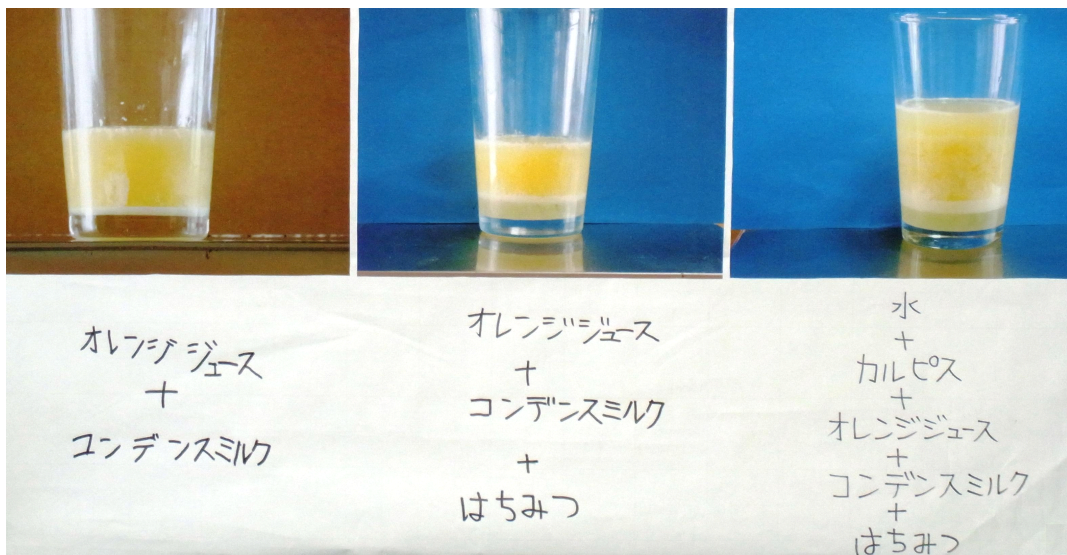 オレンジジュース
+
コンデンスミルク
オレンジジュース
+
コンデンスミルク
+
はちみつ
水
+
カルピス
+
オレンジジュース
+
コンデンスミルク
+
はちみつ